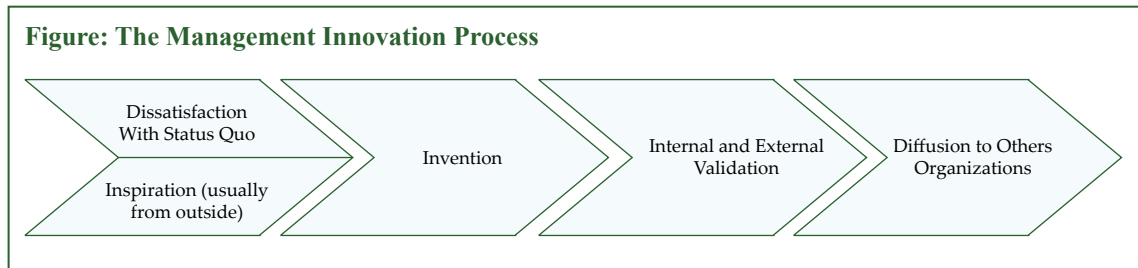 Figure: The Management Innovation Process
Dissatisfaction
With Status Quo
Inspiration (usually
from outside)
Invention
Internal and External
Validation
Diffusion to Others
Organizations